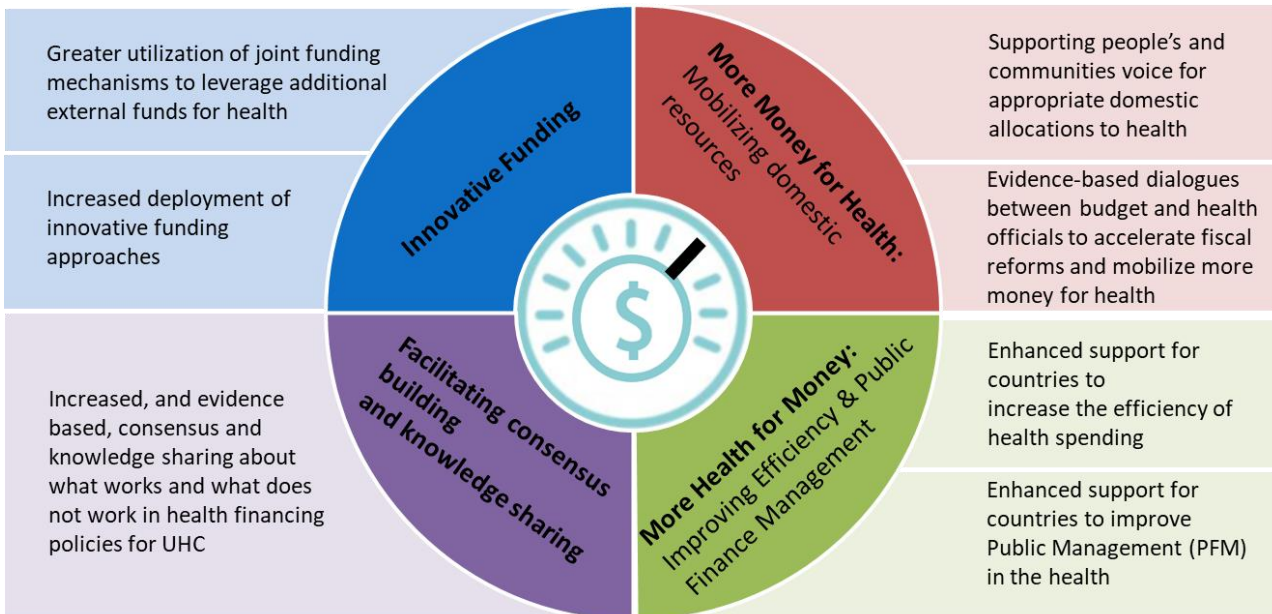 Greater utilization of joint funding
mechanisms to leverage additional
external funds for health
Increased deployment of
innovative funding
approaches
Innovative Funding
More Money for Health:
Mobilizing domestic
resources
Supporting people’s and
communities voice for
appropriate domestic
allocations to health
Evidence-based dialogues
between budget and health
officials to accelerate fiscal
reforms and mobilize more
money for health
$
Increased, and evidence
based, consensus and
knowledge sharing about
what works and what does
not work in health financing
policies for UHC
Facilitating consensus
building
and knowledge sharing
More Health for Money:
Improving Efficiency & Public
Finance Management
Enhanced support for
countries to
increase the efficiency of
health spending
Enhanced support for
countries to improve
Public Management (PFM)
in the health